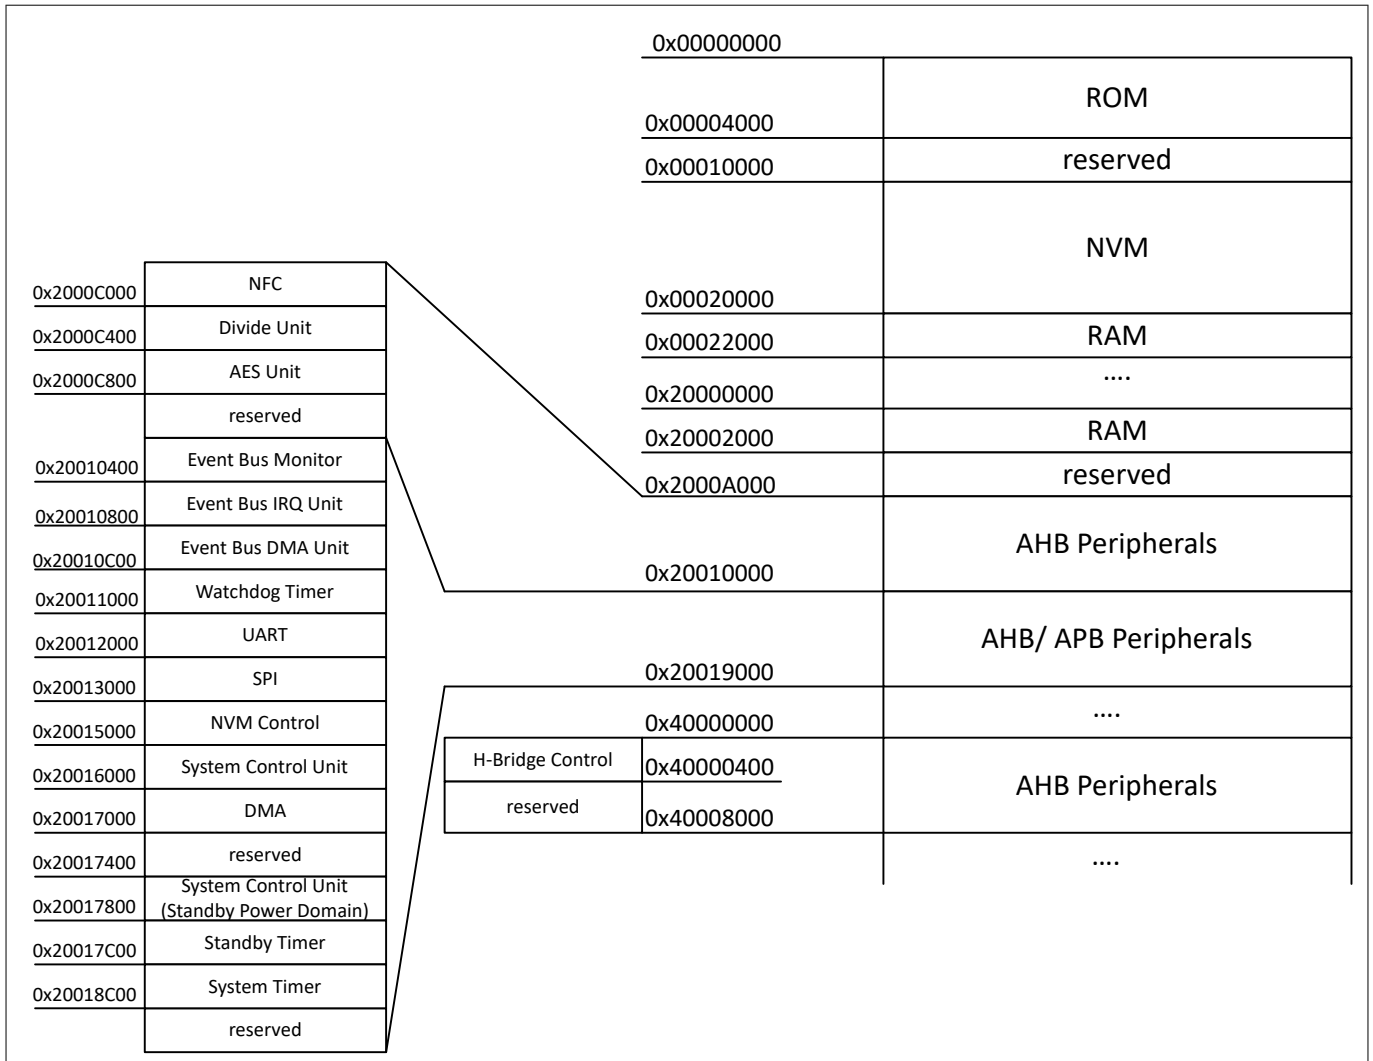 0x00000000
ROM
0x00004000
reserved
0x00010000
NVM
0x00020000
RAM
0x00022000
....
0x20000000
RAM
0x20002000
reserved
0x2000A000
AHB Peripherals
0x20010000
AHB/ APB Peripherals
0x20019000
....
0x40000000
H-Bridge Control
0x40000400
AHB Peripherals
reserved
0x40008000
....
NFC
0x2000C000
Divide Unit
0x2000C400
AES Unit
0x2000C800
reserved
Event Bus Monitor
0x20010400
Event Bus IRQ Unit
0x20010800
Event Bus DMA Unit
0x20010C00
Watchdog Timer
0x20011000
UART
0x20012000
SPI
0x20013000
NVM Control
0x20015000
System Control Unit
0x20016000
DMA
0x20017000
reserved
0x20017400
System Control Unit
(Standby Power Domain)
0x20017800
Standby Timer
0x20017C00
System Timer
0x20018C00
reserved